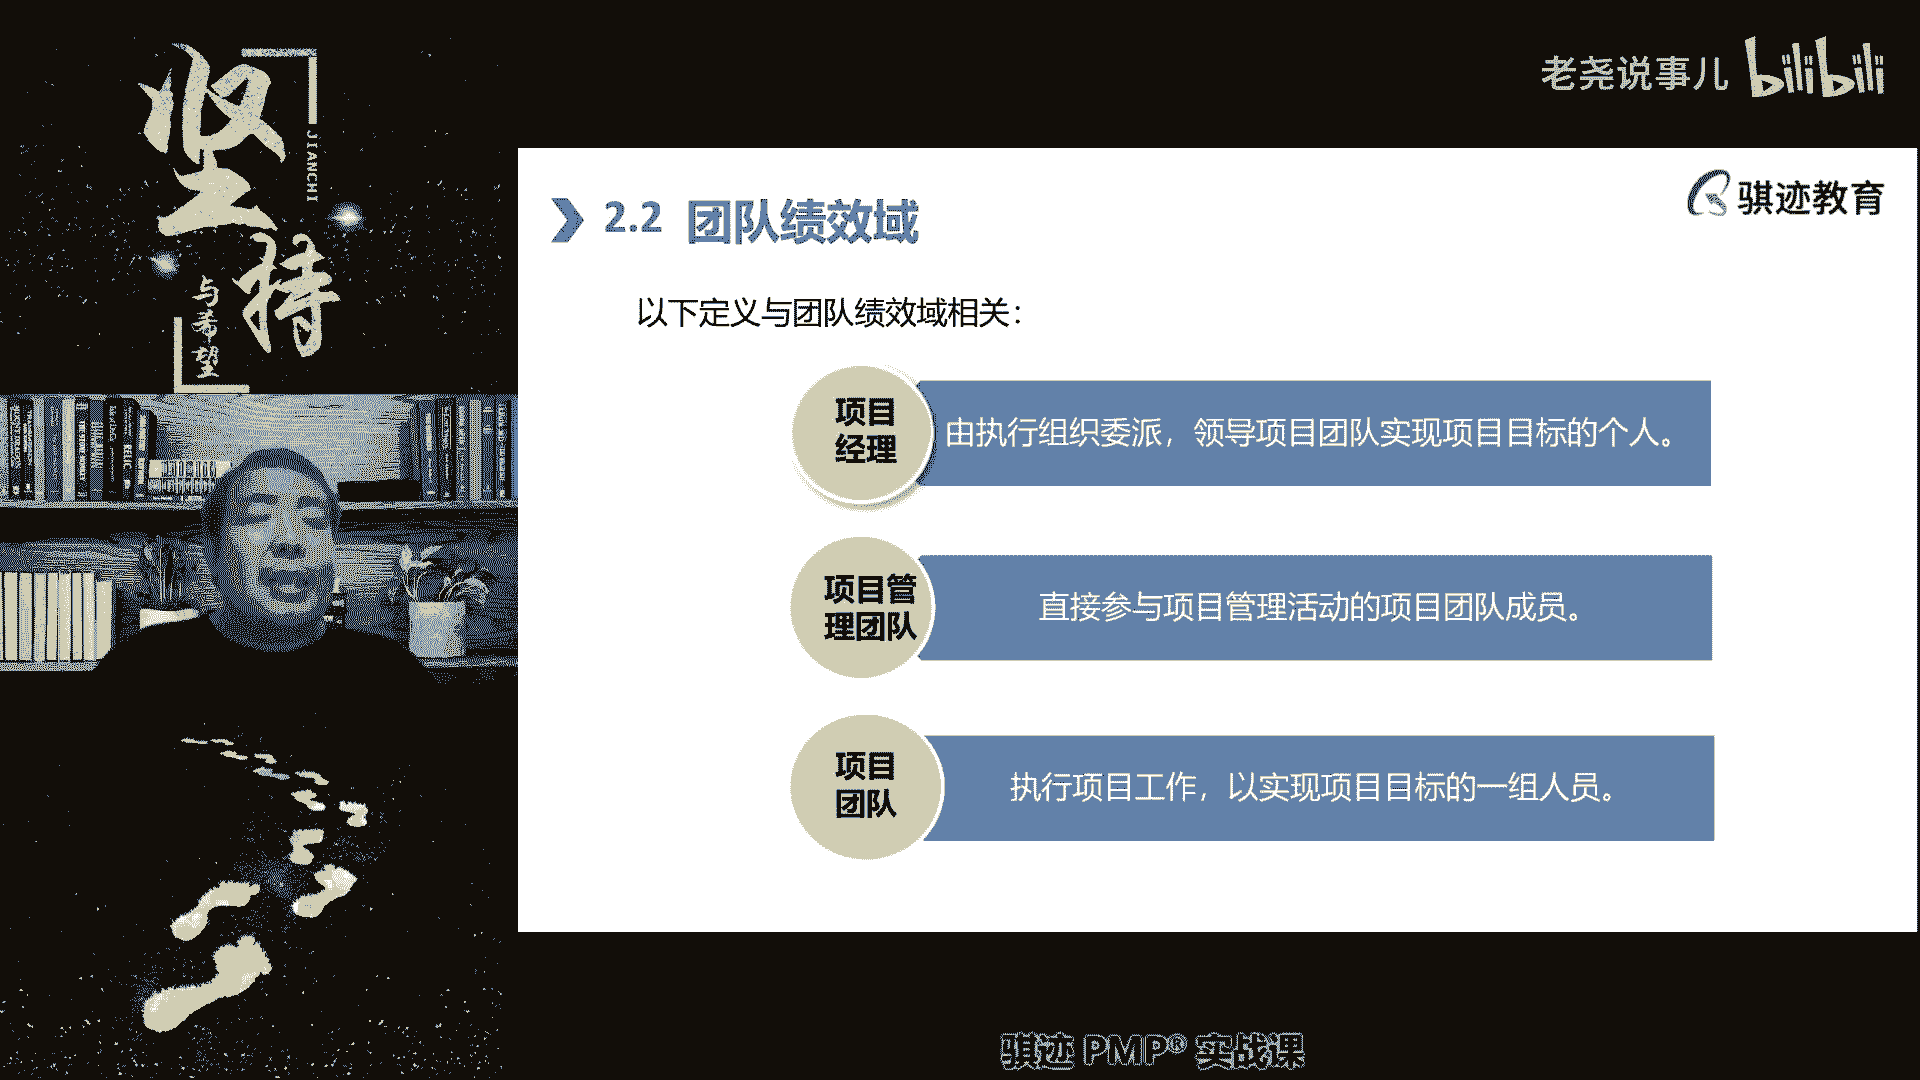 坚持
JIANCHI
与希望
老尧说事儿 bilibili
骐迹教育
2.2 团队绩效域
以下定义与团队绩效域相关：
项目
经理
由执行组织委派，领导项目团队实现项目目标的个人。
项目管
理团队
直接参与项目管理活动的项目团队成员。
项目
团队
执行项目工作，以实现项目目标的一组人员。
骐迹 PMP® 实战课